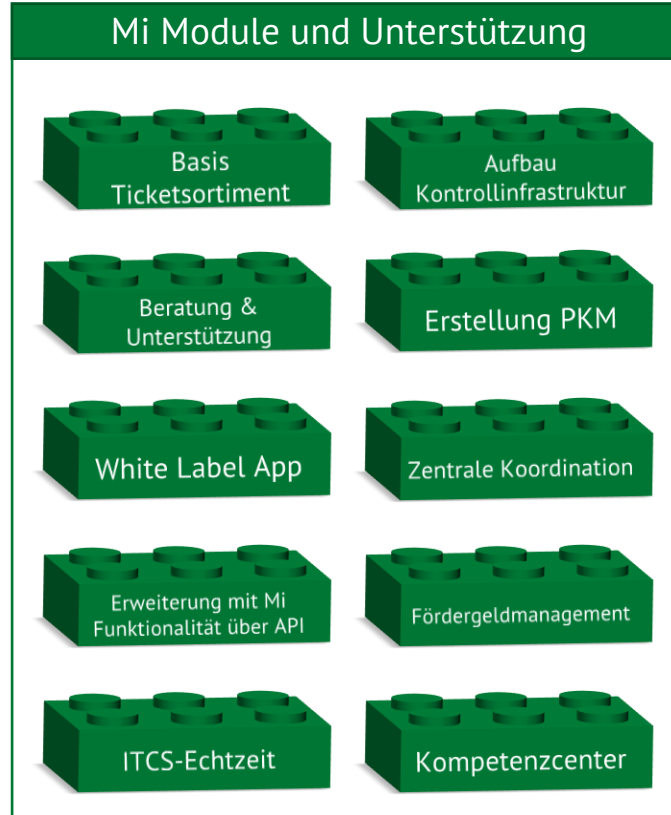 Mi Module und Unterstützung
Basis
Ticketsortiment
Aufbau
Kontrollinfrastruktur
Beratung &
Unterstützung
Erstellung PKM
White Label App
Zentrale Koordination
Erweiterung mit Mi
Funktionalität über API
Fördergeldmanagement
ITCS-Echtzeit
Kompetenzcenter